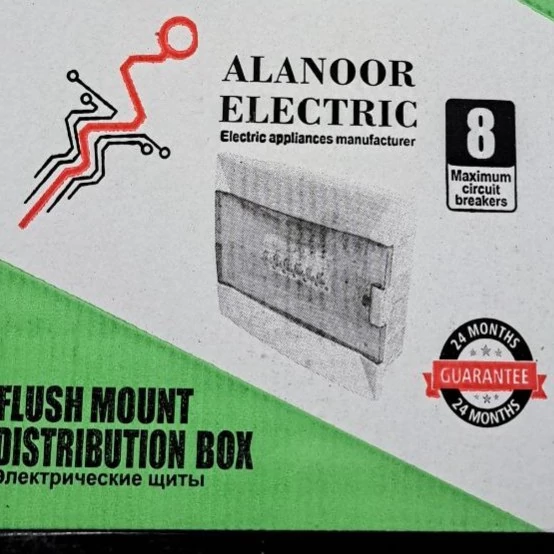 ALANOOR
ELECTRIC
Electric appliances manufacturer
8
Maximum
circuit
breakers
24 MONTHS
GUARANTEE
24 MONTHS
FLUSH MOUNT
DISTRIBUTION BOX
Электрические щиты